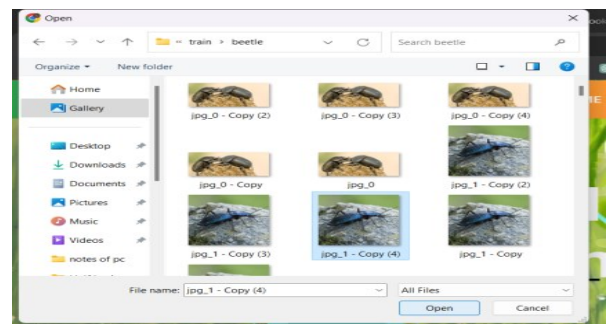 Open
train > beetle
Search beetle
Organize
New folder
Home
Gallery
Desktop
Downloads
Documents
Pictures
Music
Videos
notes of pc
jpg_0 - Copy (2)
jpg_0 - Copy (3)
jpg_0 - Copy (4)
jpg_0 - Copy
jpg_0
jpg_1 - Copy (2)
jpg_1 - Copy (3)
jpg_1 - Copy (4)
jpg_1 - Copy
File name: jpg_1 - Copy (4)
All Files
Open
Cancel